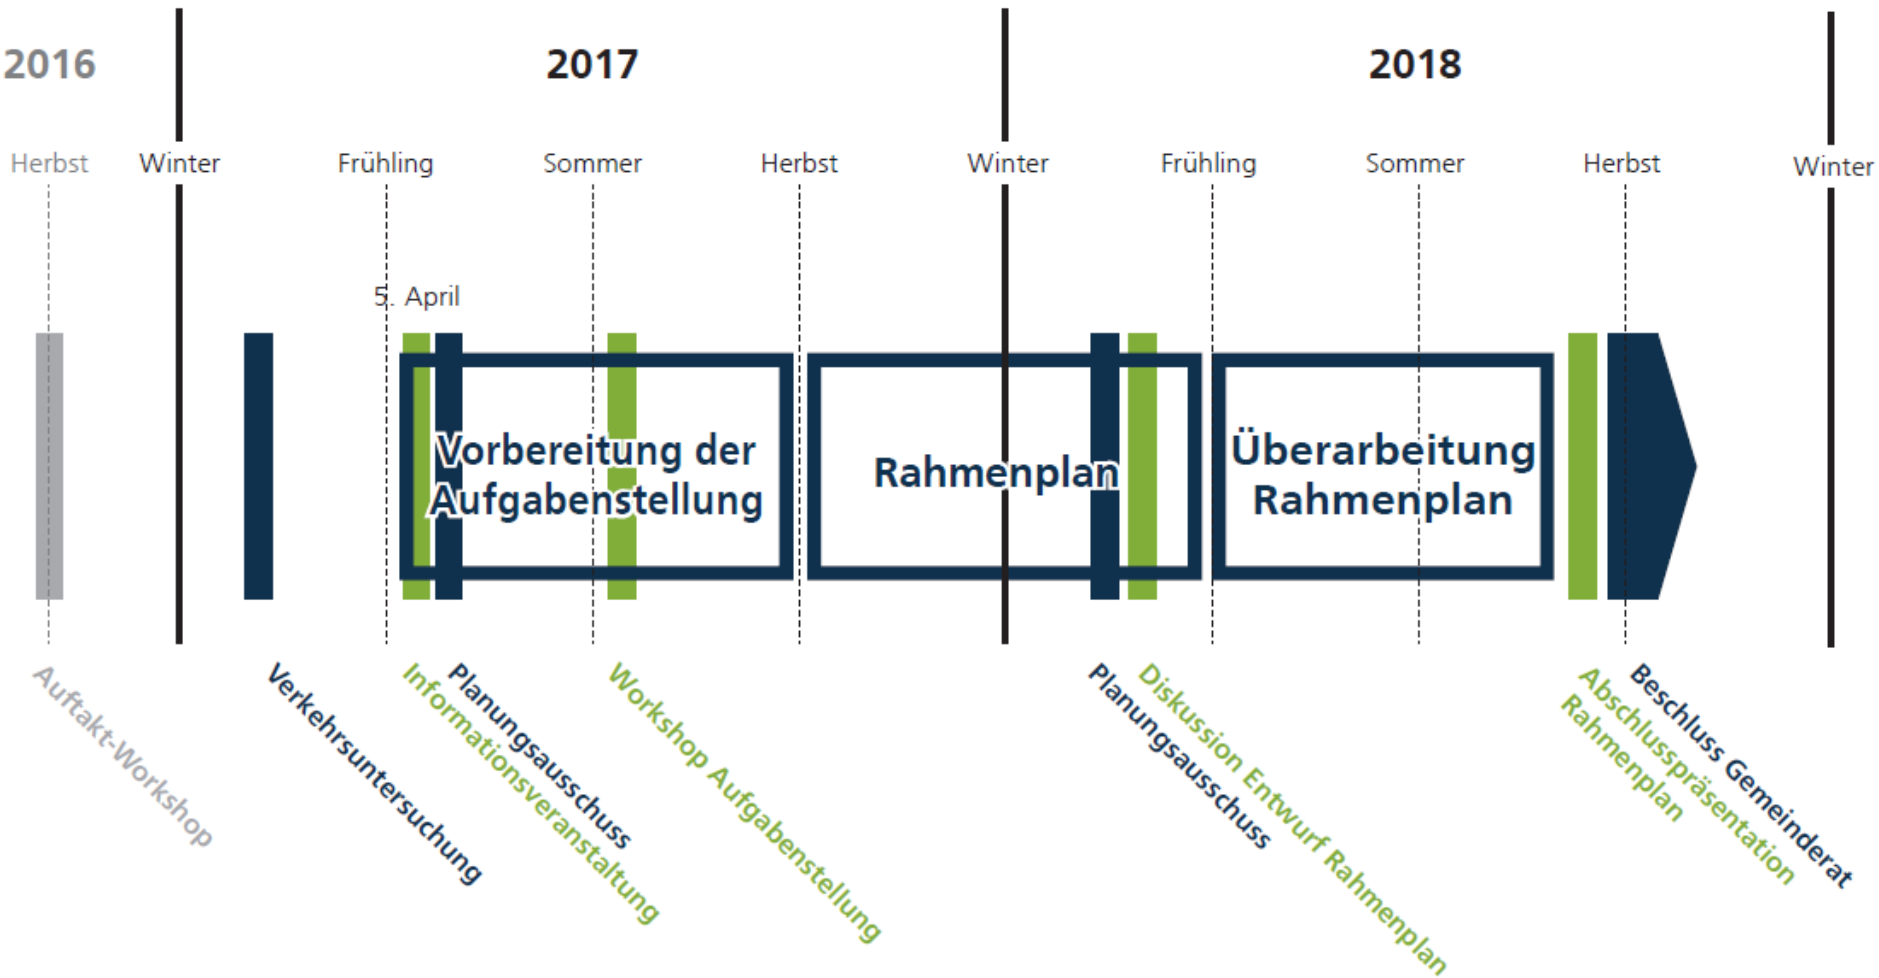 2016
2017
2018
Herbst
Winter
Frühling
Sommer
Herbst
Winter
Frühling
Sommer
Herbst
Winter
5. April
Vorbereitung der
Aufgabenstellung
Rahmenplan
Überarbeitung
Rahmenplan
Auftakt-Workshop
Verkehrsuntersuchung
Informationsveranstaltung
Planungsausschuss
Workshop Aufgabenstellung
Planungsausschuss
Diskussion Entwurf Rahmenplan
Abschlusspräsentation
Rahmenplan
Beschluss Gemeinderat